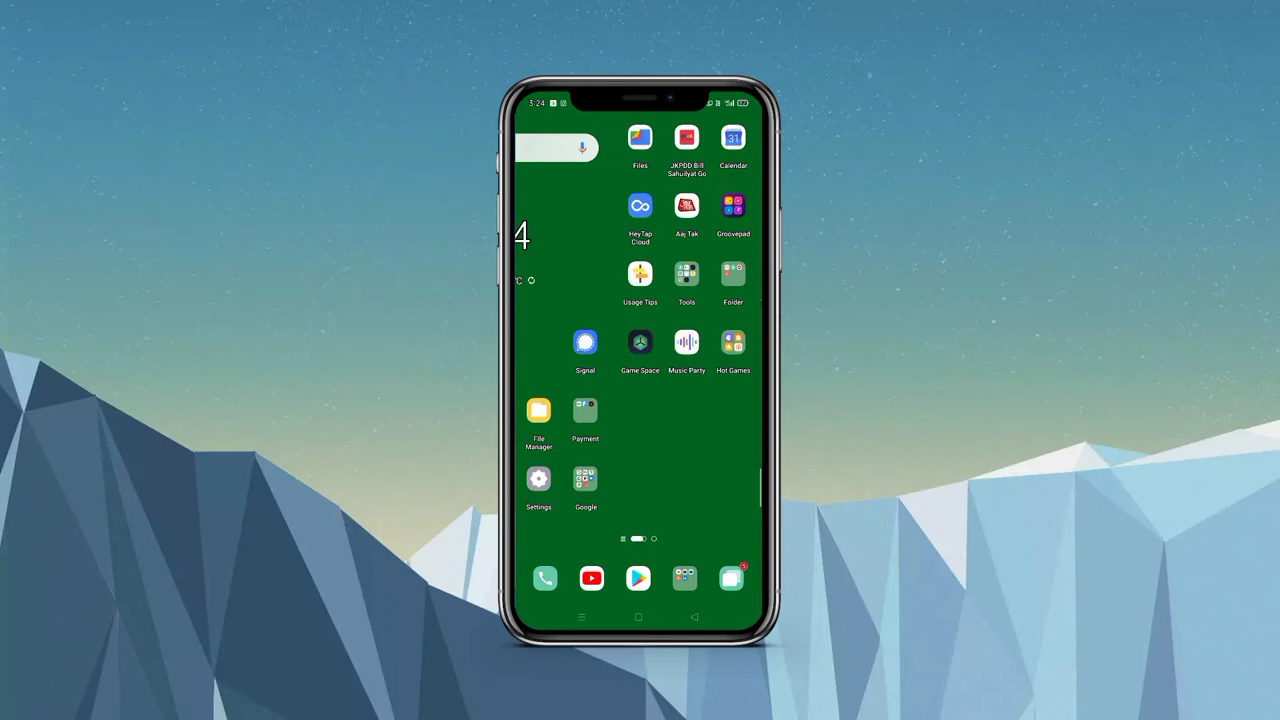 3:24
Files
JKPDD Bill
Sahuliyat Go
Calendar
31
4
HeyTap
Cloud
Aaj Tak
Groovepad
°C
Usage Tips
Tools
Folder
Signal
Game Space
Music Party
Hot Games
File
Manager
Payment
Settings
Google